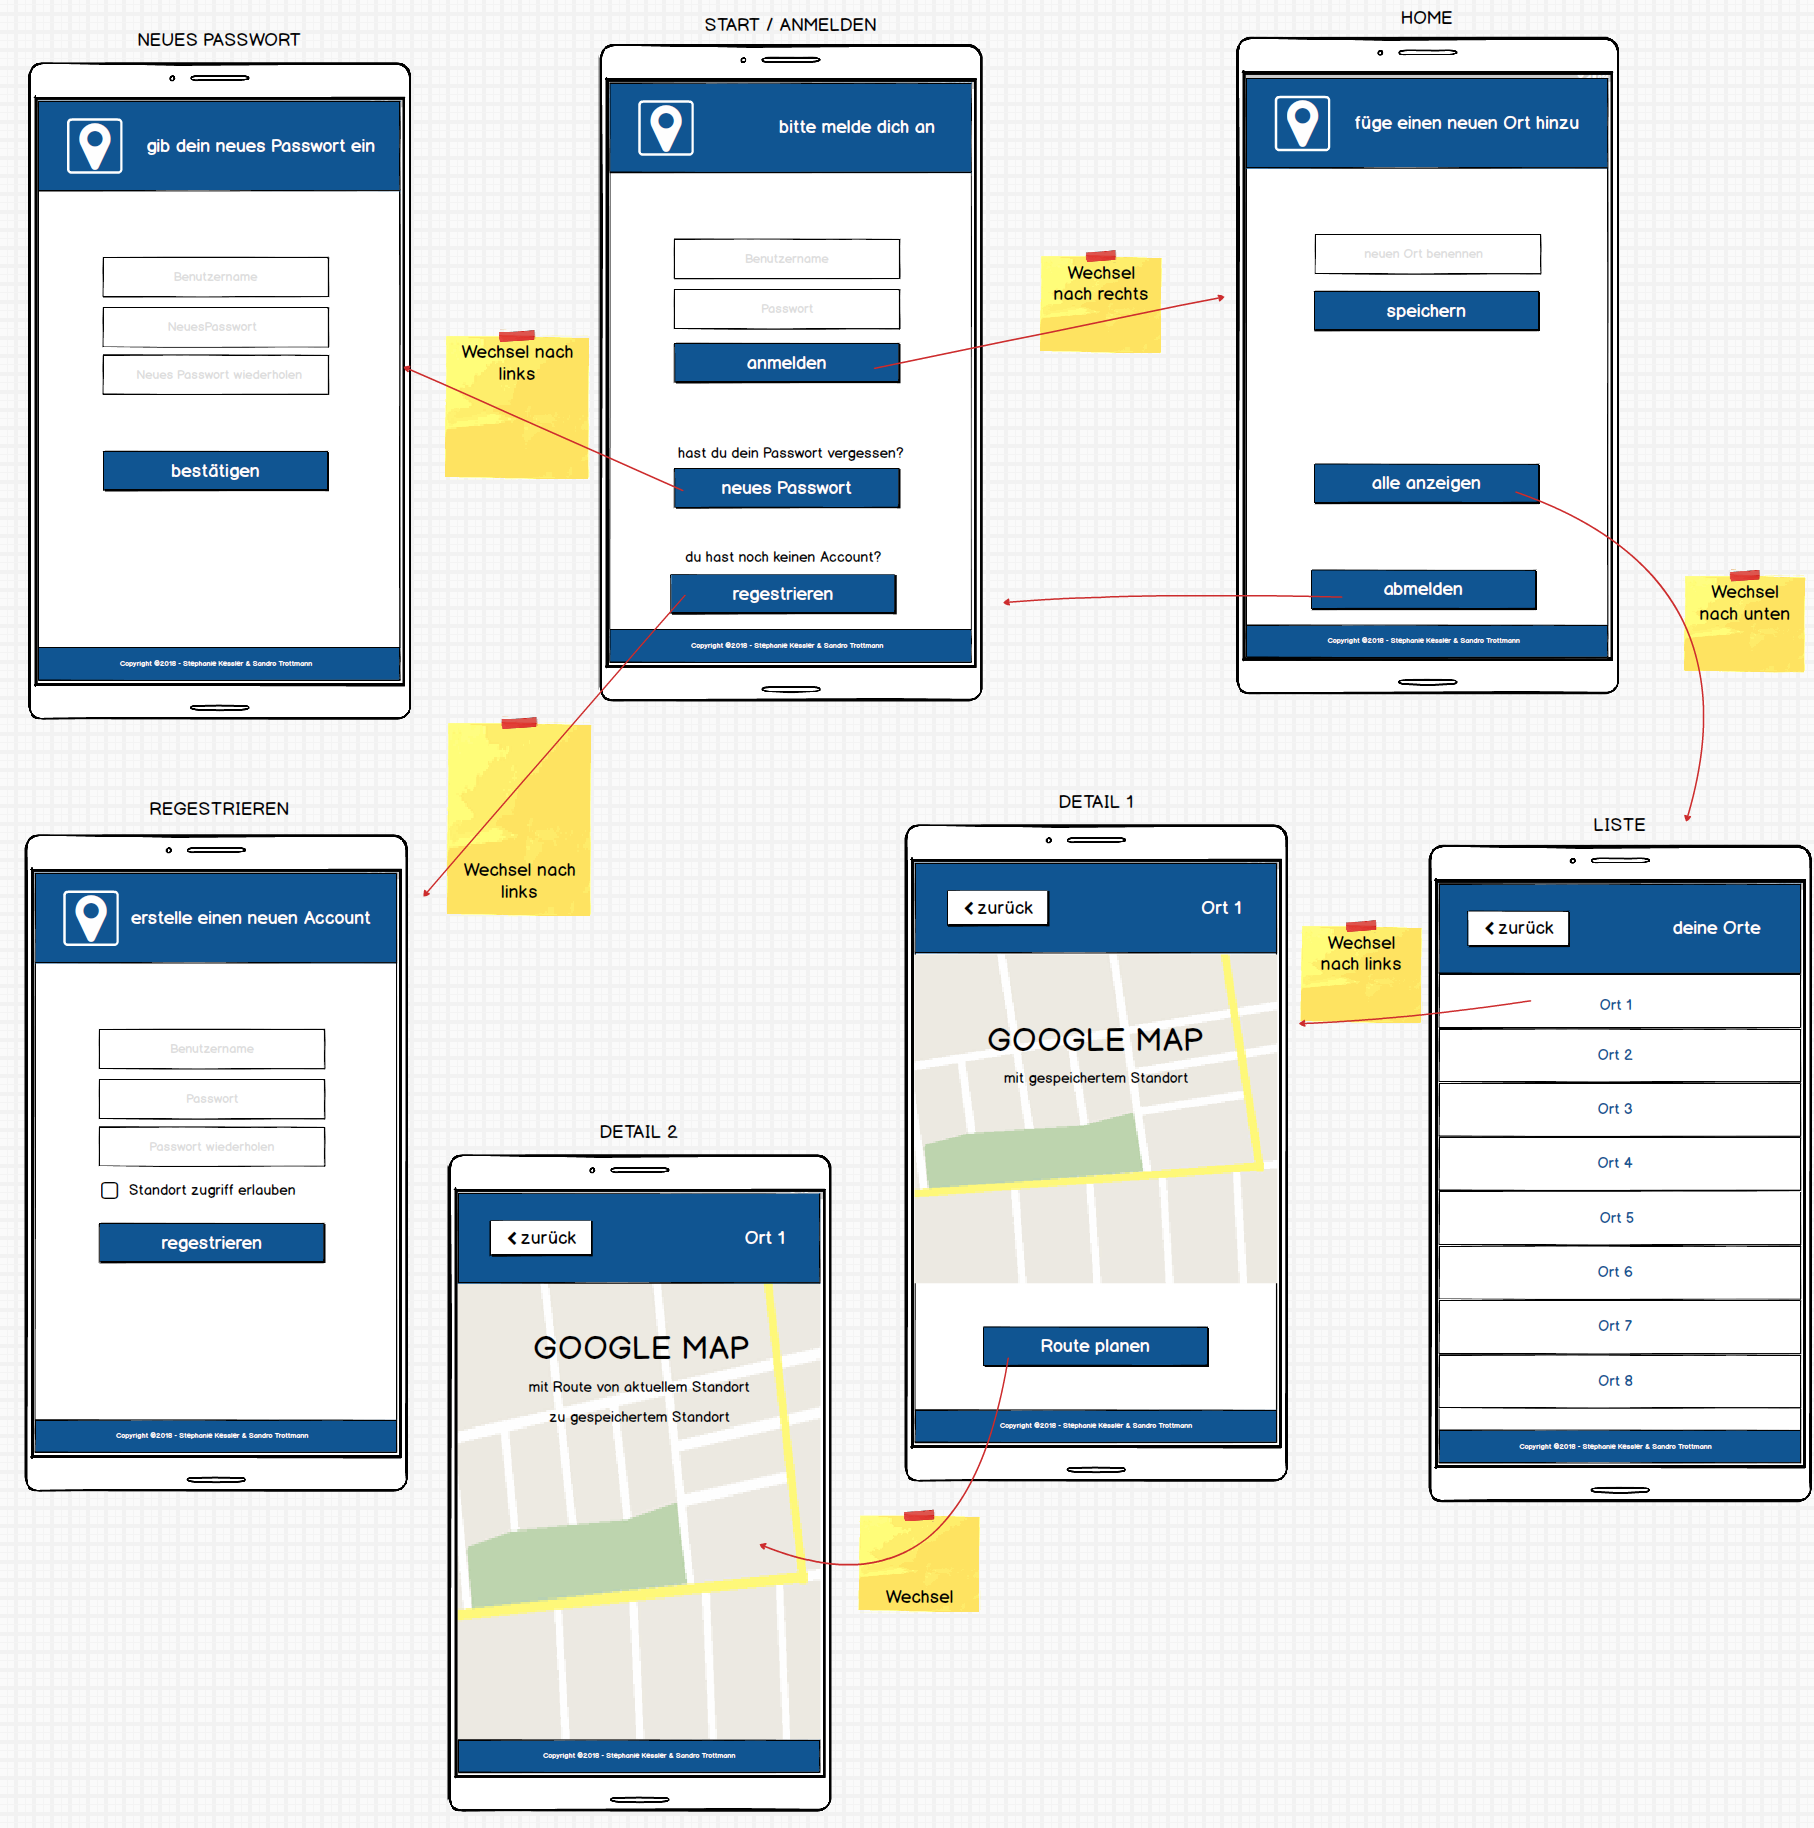 NEUES PASSWORT
gib dein neues Passwort ein
Benutzername
NeuesPasswort
Neues Passwort wiederholen
bestätigen
Copyright ©2018 - Stéphanie Kessler & Sandro Trottmann
Wechsel nach
links
START / ANMELDEN
bitte melde dich an
Benutzername
Passwort
anmelden
hast du dein Passwort vergessen?
neues Passwort
du hast noch keinen Account?
regestrieren
Copyright ©2018 - Stéphanie Kessler & Sandro Trottmann
Wechsel
nach rechts
HOME
füge einen neuen Ort hinzu
neuen Ort benennen
speichern
alle anzeigen
abmelden
Copyright ©2018 - Stéphanie Kessler & Sandro Trottmann
Wechsel
nach unten
REGESTRIEREN
erstelle einen neuen Account
Benutzername
Passwort
Passwort wiederholen
Standort zugriff erlauben
regestrieren
Copyright ©2018 - Stéphanie Kessler & Sandro Trottmann
Wechsel nach
links
DETAIL 2
zurück
Ort 1
GOOGLE MAP
mit Route von aktuellem Standort
zu gespeichertem Standort
Copyright ©2018 - Stéphanie Kessler & Sandro Trottmann
Wechsel
DETAIL 1
zurück
Ort 1
GOOGLE MAP
mit gespeichertem Standort
Route planen
Copyright ©2018 - Stéphanie Kessler & Sandro Trottmann
Wechsel
nach links
LISTE
zurück
deine Orte
Ort 1
Ort 2
Ort 3
Ort 4
Ort 5
Ort 6
Ort 7
Ort 8
Copyright ©2018 - Stéphanie Kessler & Sandro Trottmann